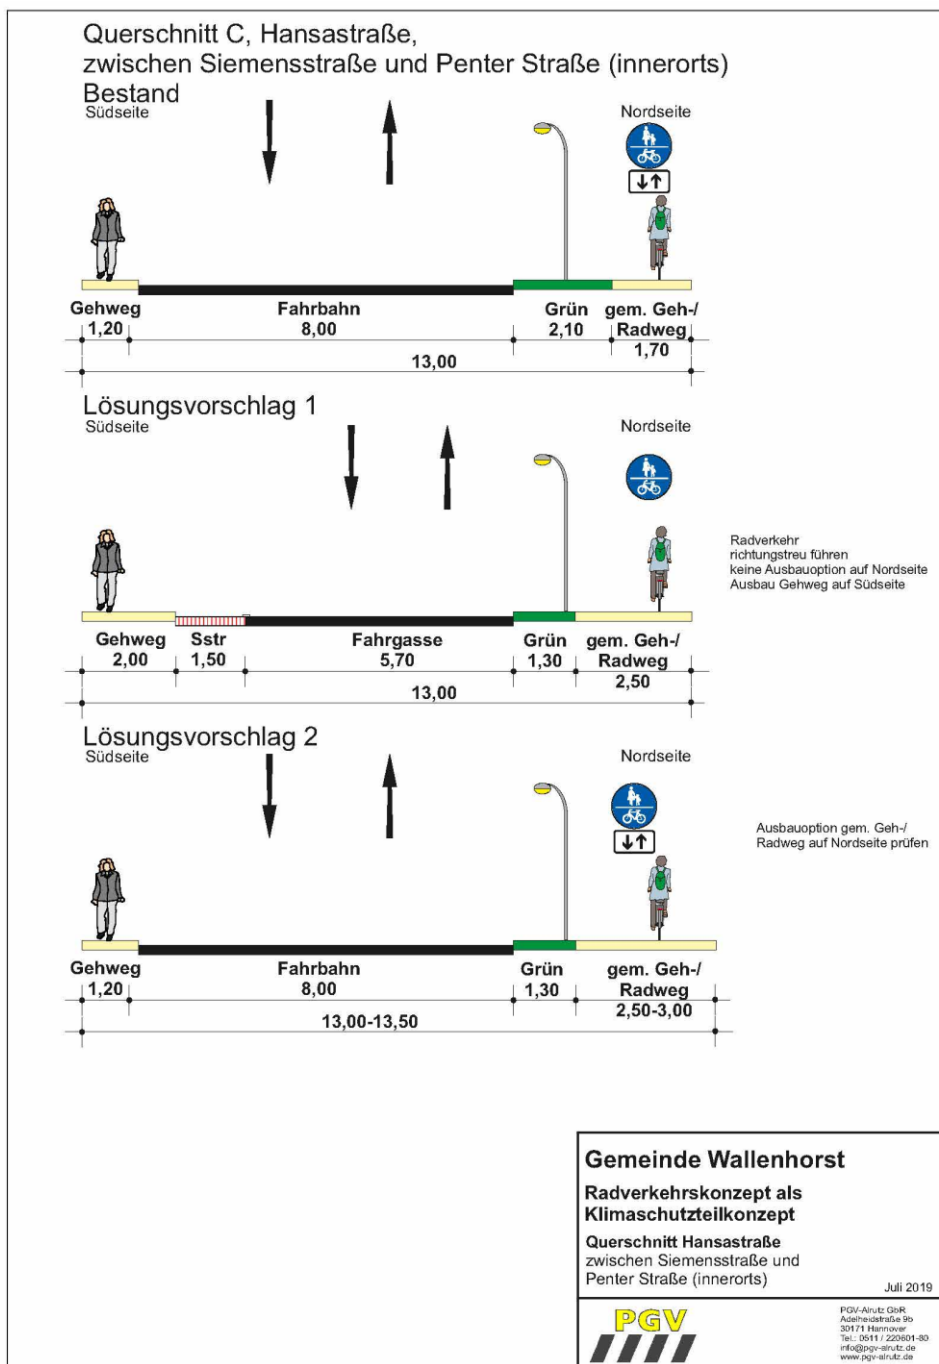 Querschnitt C, Hansastraße,
zwischen Siemensstraße und Penter Straße (innerorts)
Bestand
Südseite
Nordseite
Gehweg
1,20
Fahrbahn
8,00
Grün
2,10
gem. Geh-/
Radweg
1,70
13,00
Lösungsvorschlag 1
Südseite
Nordseite
Radverkehr
richtungstreu führen
keine Ausbauoption auf Nordseite
Ausbau Gehweg auf Südseite
Gehweg
2,00
Sstr
1,50
Fahrgasse
5,70
Grün
1,30
gem. Geh-/
Radweg
2,50
13,00
Lösungsvorschlag 2
Südseite
Nordseite
Ausbauoption gem. Geh-/
Radweg auf Nordseite prüfen
Gehweg
1,20
Fahrbahn
8,00
Grün
1,30
gem. Geh-/
Radweg
2,50-3,00
13,00-13,50
Gemeinde Wallenhorst
Radverkehrskonzept als
Klimaschutzteilkonzept
Querschnitt Hansastraße
zwischen Siemensstraße und
Penter Straße (innerorts)
Juli 2019
PGV
PGV-Alrutz GbR
Adelheidstraße 9b
30171 Hannover
Tel.: 0511 / 220601-80
info@pgv-alrutz.de
www.pgv-alrutz.de